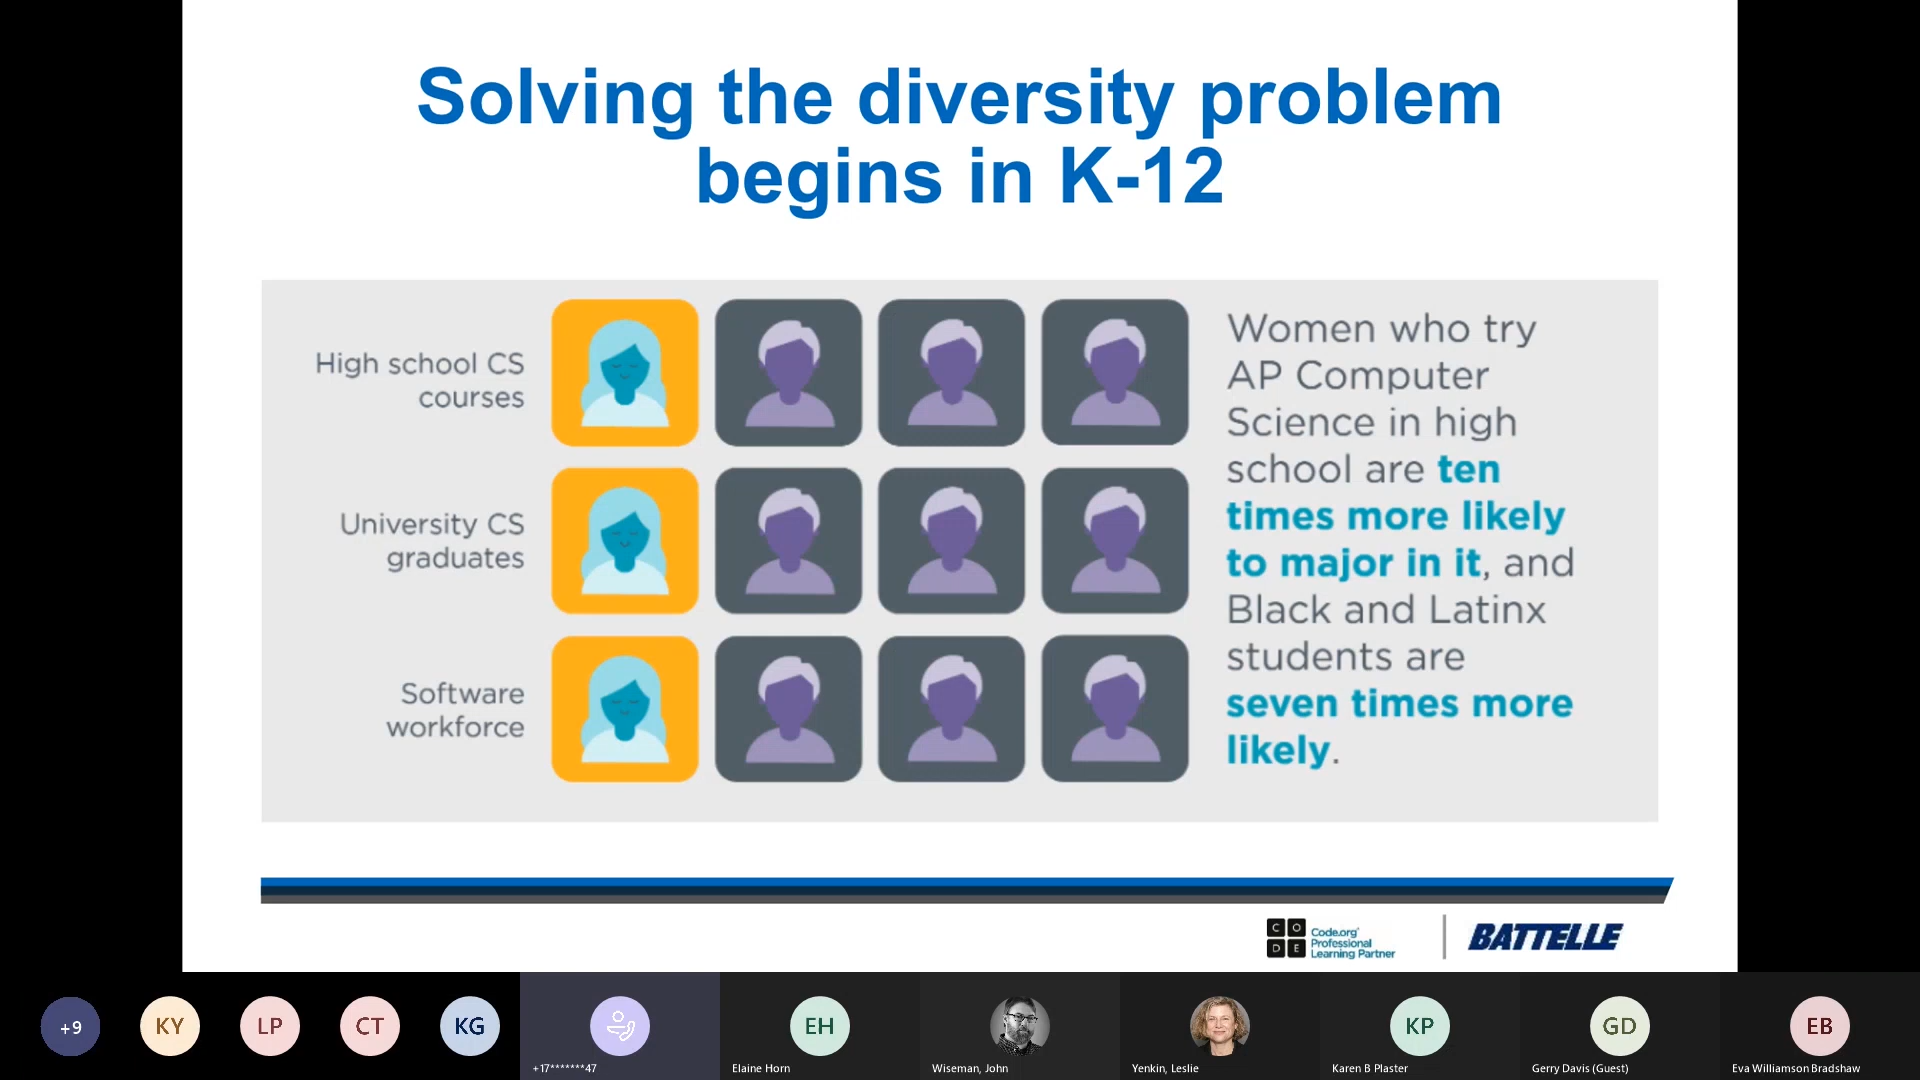 Solving the diversity problem
begins in K-12
High school CS
courses
University CS
graduates
Software
workforce
Women who try
AP Computer
Science in high
school are ten
times more likely
to major in it, and
Black and Latinx
students are
seven times more
likely.
CODE
Code.org
Professional
Learning Partner
BATTELLE
+9
KY
LP
CT
KG
+17*******47
EH
Elaine Horn
Wiseman, John
Yenkin, Leslie
KP
Karen B Plaster
GD
Gerry Davis (Guest)
EB
Eva Williamson Bradshaw